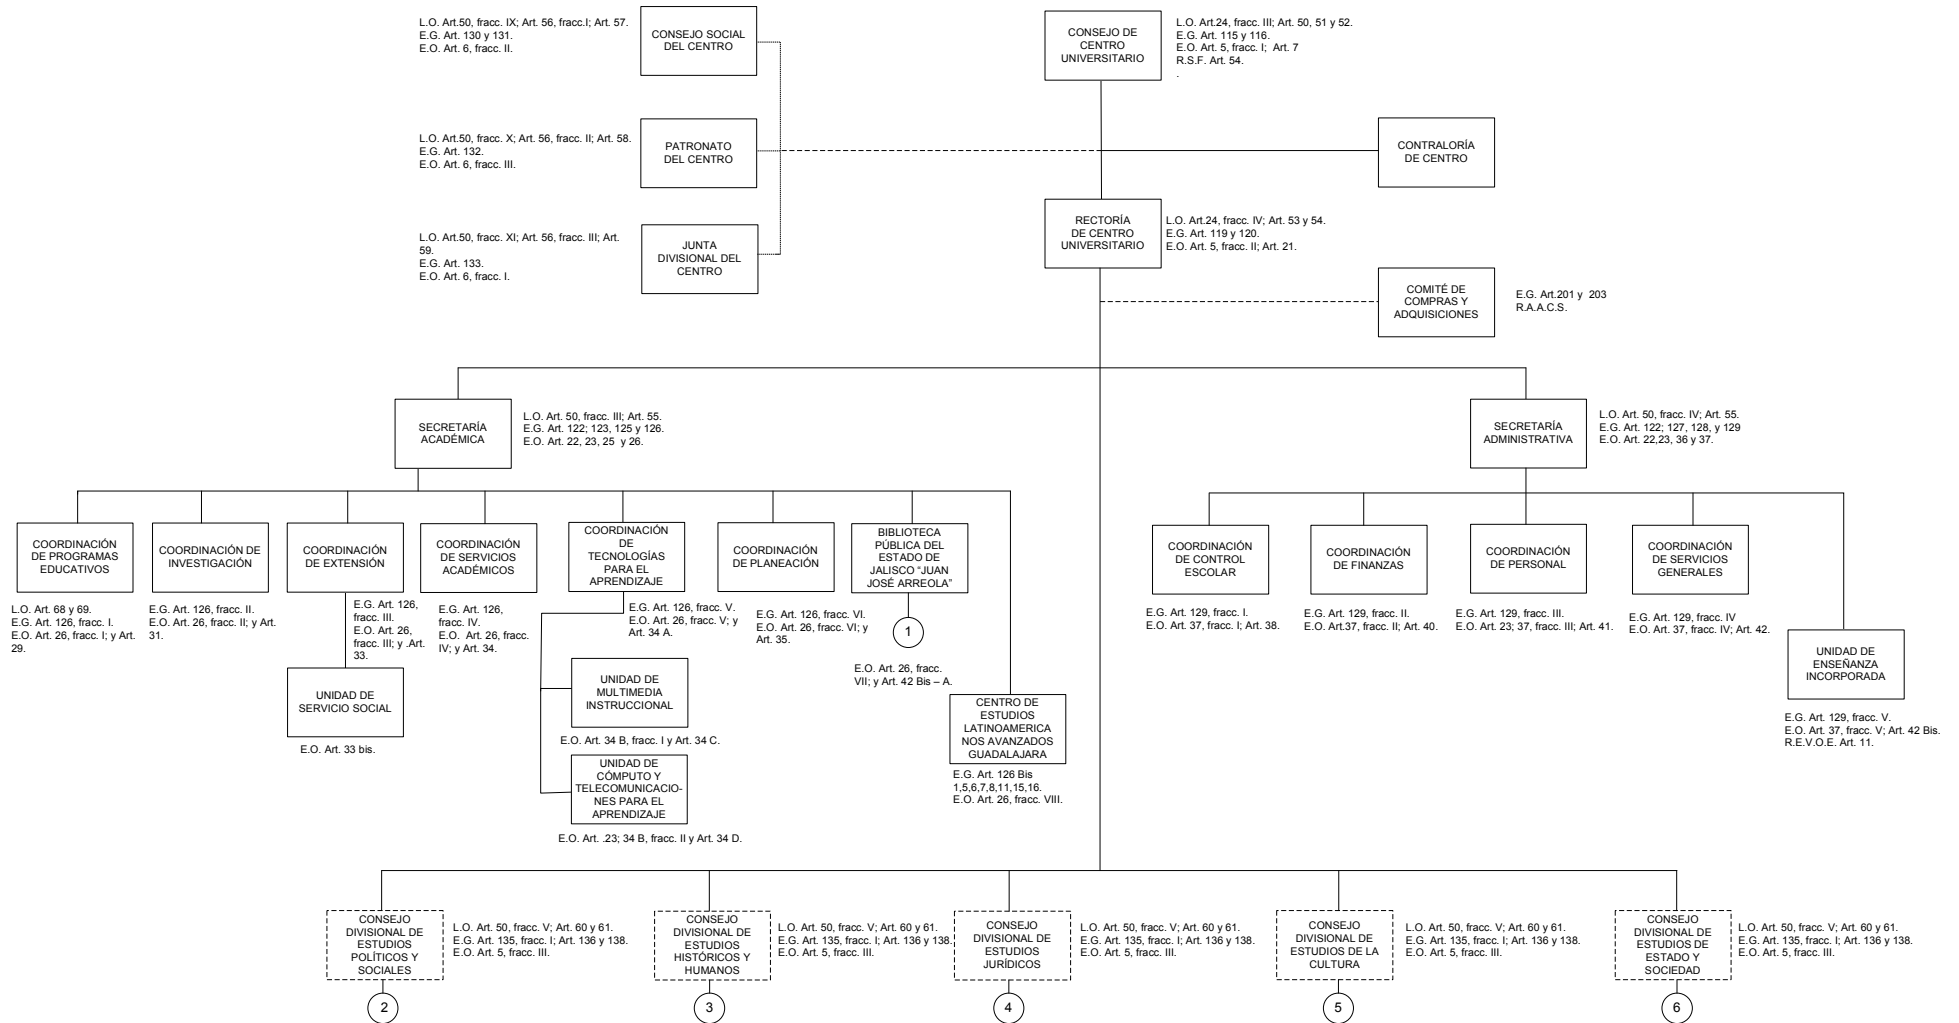 L.O. Art.50, fracc. IX; Art. 56, fracc.I; Art. 57.
E.G. Art. 130 y 131.
E.O. Art. 6, fracc. II.
CONSEJO SOCIAL
DEL CENTRO
CONSEJO DE
CENTRO
UNIVERSITARIO
L.O. Art.24, fracc. III; Art. 50, 51 y 52.
E.G. Art. 115 y 116.
E.O. Art. 5, fracc. I;  Art. 7
R.S.F. Art. 54.
.
L.O. Art.50, fracc. X; Art. 56, fracc. II; Art. 58.
E.G. Art. 132.
E.O. Art. 6, fracc. III.
PATRONATO
DEL CENTRO
CONTRALORÍA
DE CENTRO
L.O. Art.50, fracc. XI; Art. 56, fracc. III; Art.
59.
E.G. Art. 133.
E.O. Art. 6, fracc. I.
JUNTA
DIVISIONAL DEL
CENTRO
RECTORÍA
DE CENTRO
UNIVERSITARIO
L.O. Art.24, fracc. IV; Art. 53 y 54.
E.G. Art. 119 y 120.
E.O. Art. 5, fracc. II; Art. 21.
COMITÉ DE
COMPRAS Y
ADQUISICIONES
E.G. Art.201 y  203
R.A.A.C.S.
SECRETARÍA
ACADÉMICA
L.O. Art. 50, fracc. III; Art. 55.
E.G. Art. 122; 123, 125 y 126.
E.O. Art. 22, 23, 25  y 26.
SECRETARÍA
ADMINISTRATIVA
L.O. Art. 50, fracc. IV; Art. 55.
E.G. Art. 122; 127, 128, y 129
E.O. Art. 22,23, 36 y 37.
COORDINACIÓN
DE PROGRAMAS
EDUCATIVOS
L.O. Art. 68 y 69.
E.G. Art. 126, fracc. I.
E.O. Art. 26, fracc. I; y Art.
29.
COORDINACIÓN DE
INVESTIGACIÓN
E.G. Art. 126, fracc. II.
E.O. Art. 26, fracc. II; y Art.
31.
COORDINACIÓN
DE EXTENSIÓN
E.G. Art. 126,
fracc. III.
E.O. Art. 26,
fracc. III; y .Art.
33.
UNIDAD DE
SERVICIO SOCIAL
E.O. Art. 33 bis.
COORDINACIÓN
DE SERVICIOS
ACADÉMICOS
E.G. Art. 126,
fracc. IV.
E.O.  Art. 26, fracc.
IV; y Art. 34.
COORDINACIÓN
DE
TECNOLOGÍAS
PARA EL
APRENDIZAJE
E.G. Art. 126, fracc. V.
E.O. Art. 26, fracc. V; y
Art. 34 A.
UNIDAD DE
MULTIMEDIA
INSTRUCCIONAL
E.O. Art. 34 B, fracc. I y Art. 34 C.
UNIDAD DE
CÓMPUTO Y
TELECOMUNICACIO-
NES PARA EL
APRENDIZAJE
E.O. Art. .23; 34 B, fracc. II y Art. 34 D.
COORDINACIÓN
DE PLANEACIÓN
E.G. Art. 126, fracc. VI.
E.O. Art. 26, fracc. VI; y
Art. 35.
BIBLIOTECA
PÚBLICA DEL
ESTADO DE
JALISCO “JUAN
JOSÉ ARREOLA”
1
E.O. Art. 26, fracc.
VII; y Art. 42 Bis – A.
CENTRO DE
ESTUDIOS
LATINOAMERICA
NOS AVANZADOS
GUADALAJARA
E.G. Art. 126 Bis
1,5,6,7,8,11,15,16.
E.O. Art. 26, fracc. VIII.
COORDINACIÓN
DE CONTROL
ESCOLAR
E.G. Art. 129, fracc. I.
E.O. Art. 37, fracc. I; Art. 38.
COORDINACIÓN
DE FINANZAS
E.G. Art. 129, fracc. II.
E.O. Art.37, fracc. II; Art. 40.
COORDINACIÓN
DE PERSONAL
E.G. Art. 129, fracc. III.
E.O. Art. 23; 37, fracc. III; Art. 41.
COORDINACIÓN
DE SERVICIOS
GENERALES
E.G. Art. 129, fracc. IV
E.O. Art. 37, fracc. IV; Art. 42.
UNIDAD DE
ENSEÑANZA
INCORPORADA
E.G. Art. 129, fracc. V.
E.O. Art. 37, fracc. V; Art. 42 Bis.
R.E.V.O.E. Art. 11.
CONSEJO
DIVISIONAL DE
ESTUDIOS
POLÍTICOS Y
SOCIALES
L.O. Art. 50, fracc. V; Art. 60 y 61.
E.G. Art. 135, fracc. I; Art. 136 y 138.
E.O. Art. 5, fracc. III.
2
CONSEJO
DIVISIONAL DE
ESTUDIOS
HISTÓRICOS Y
HUMANOS
L.O. Art. 50, fracc. V; Art. 60 y 61.
E.G. Art. 135, fracc. I; Art. 136 y 138.
E.O. Art. 5, fracc. III.
3
CONSEJO
DIVISIONAL DE
ESTUDIOS
JURÍDICOS
L.O. Art. 50, fracc. V; Art. 60 y 61.
E.G. Art. 135, fracc. I; Art. 136 y 138.
E.O. Art. 5, fracc. III.
4
CONSEJO
DIVISIONAL DE
ESTUDIOS DE LA
CULTURA
L.O. Art. 50, fracc. V; Art. 60 y 61.
E.G. Art. 135, fracc. I; Art. 136 y 138.
E.O. Art. 5, fracc. III.
5
CONSEJO
DIVISIONAL DE
ESTUDIOS DE
ESTADO Y
SOCIEDAD
L.O. Art. 50, fracc. V; Art. 60 y 61.
E.G. Art. 135, fracc. I; Art. 136 y 138.
E.O. Art. 5, fracc. III.
6